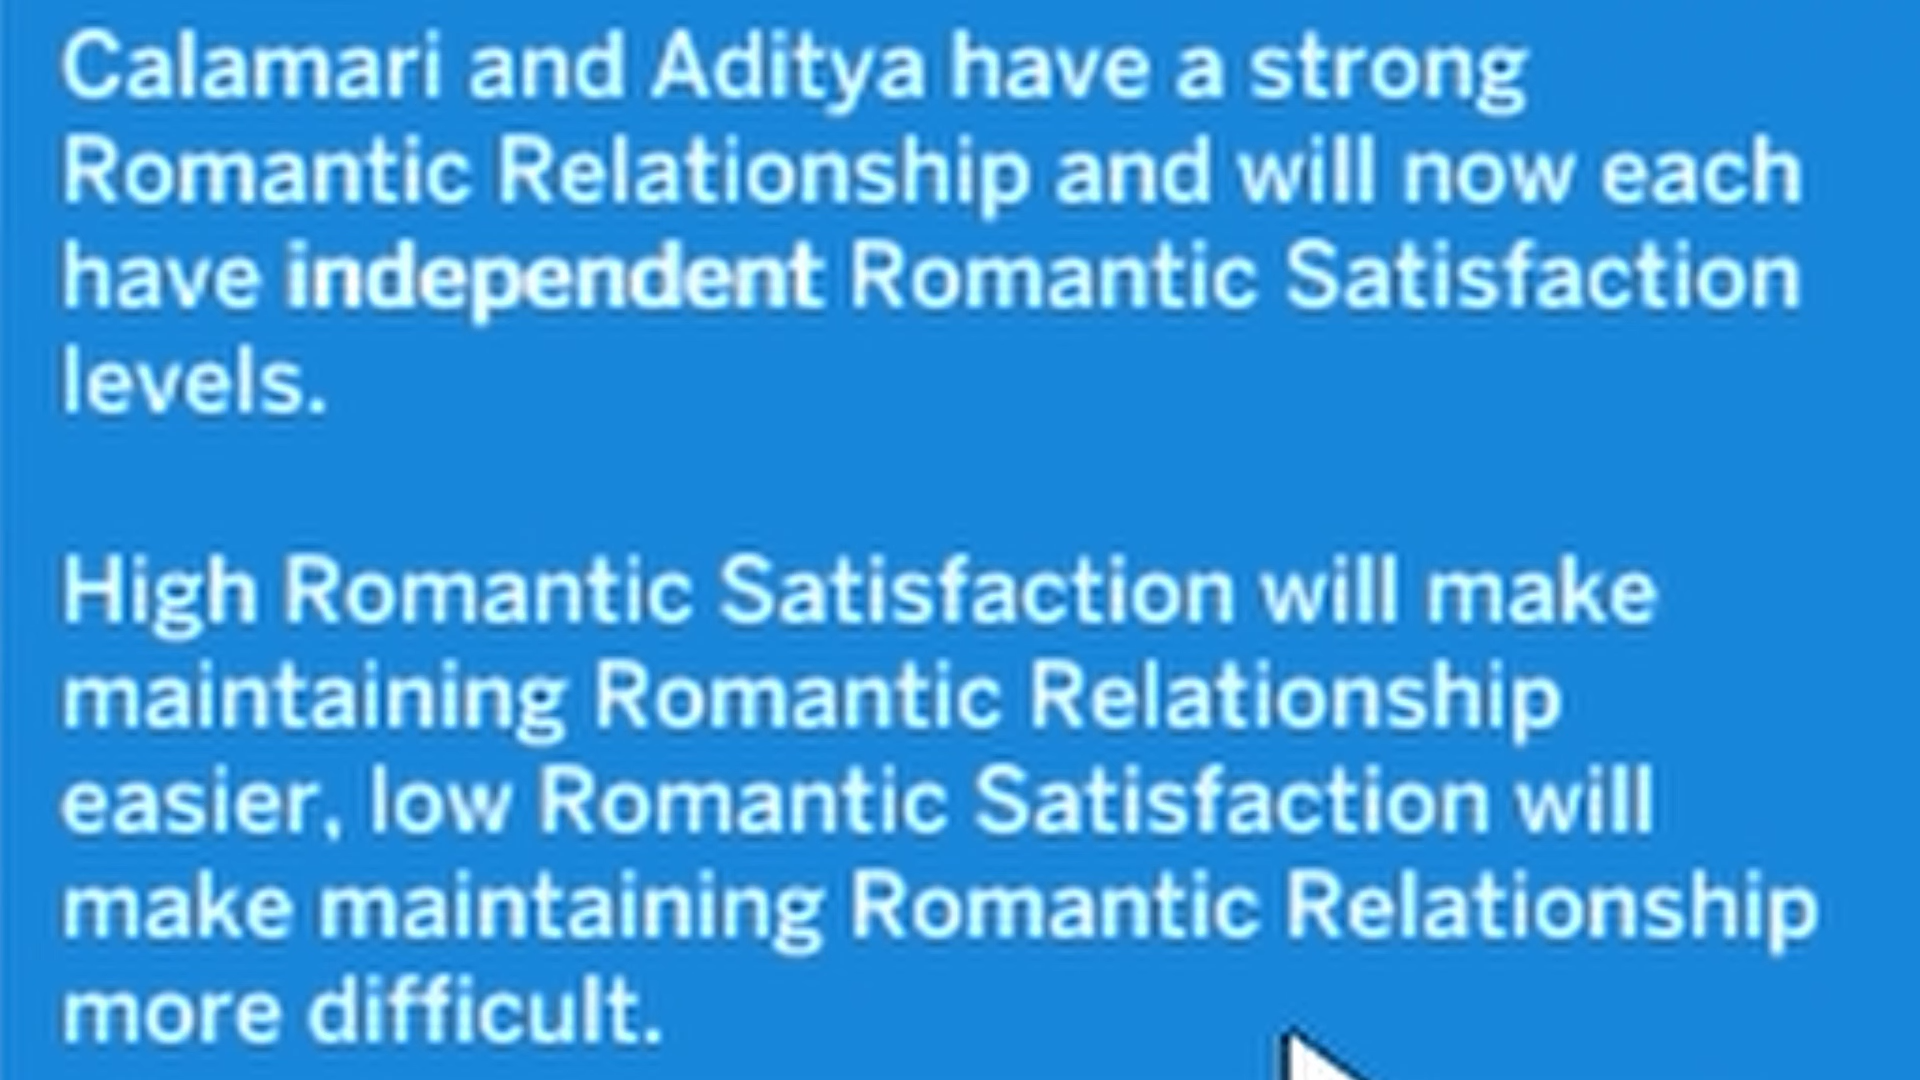 Calamari and Aditya have a strong
Romantic Relationship and will now each
have independent Romantic Satisfaction
levels.
High Romantic Satisfaction will make
maintaining Romantic Relationship
easier, low Romantic Satisfaction will
make maintaining Romantic Relationship
more difficult.